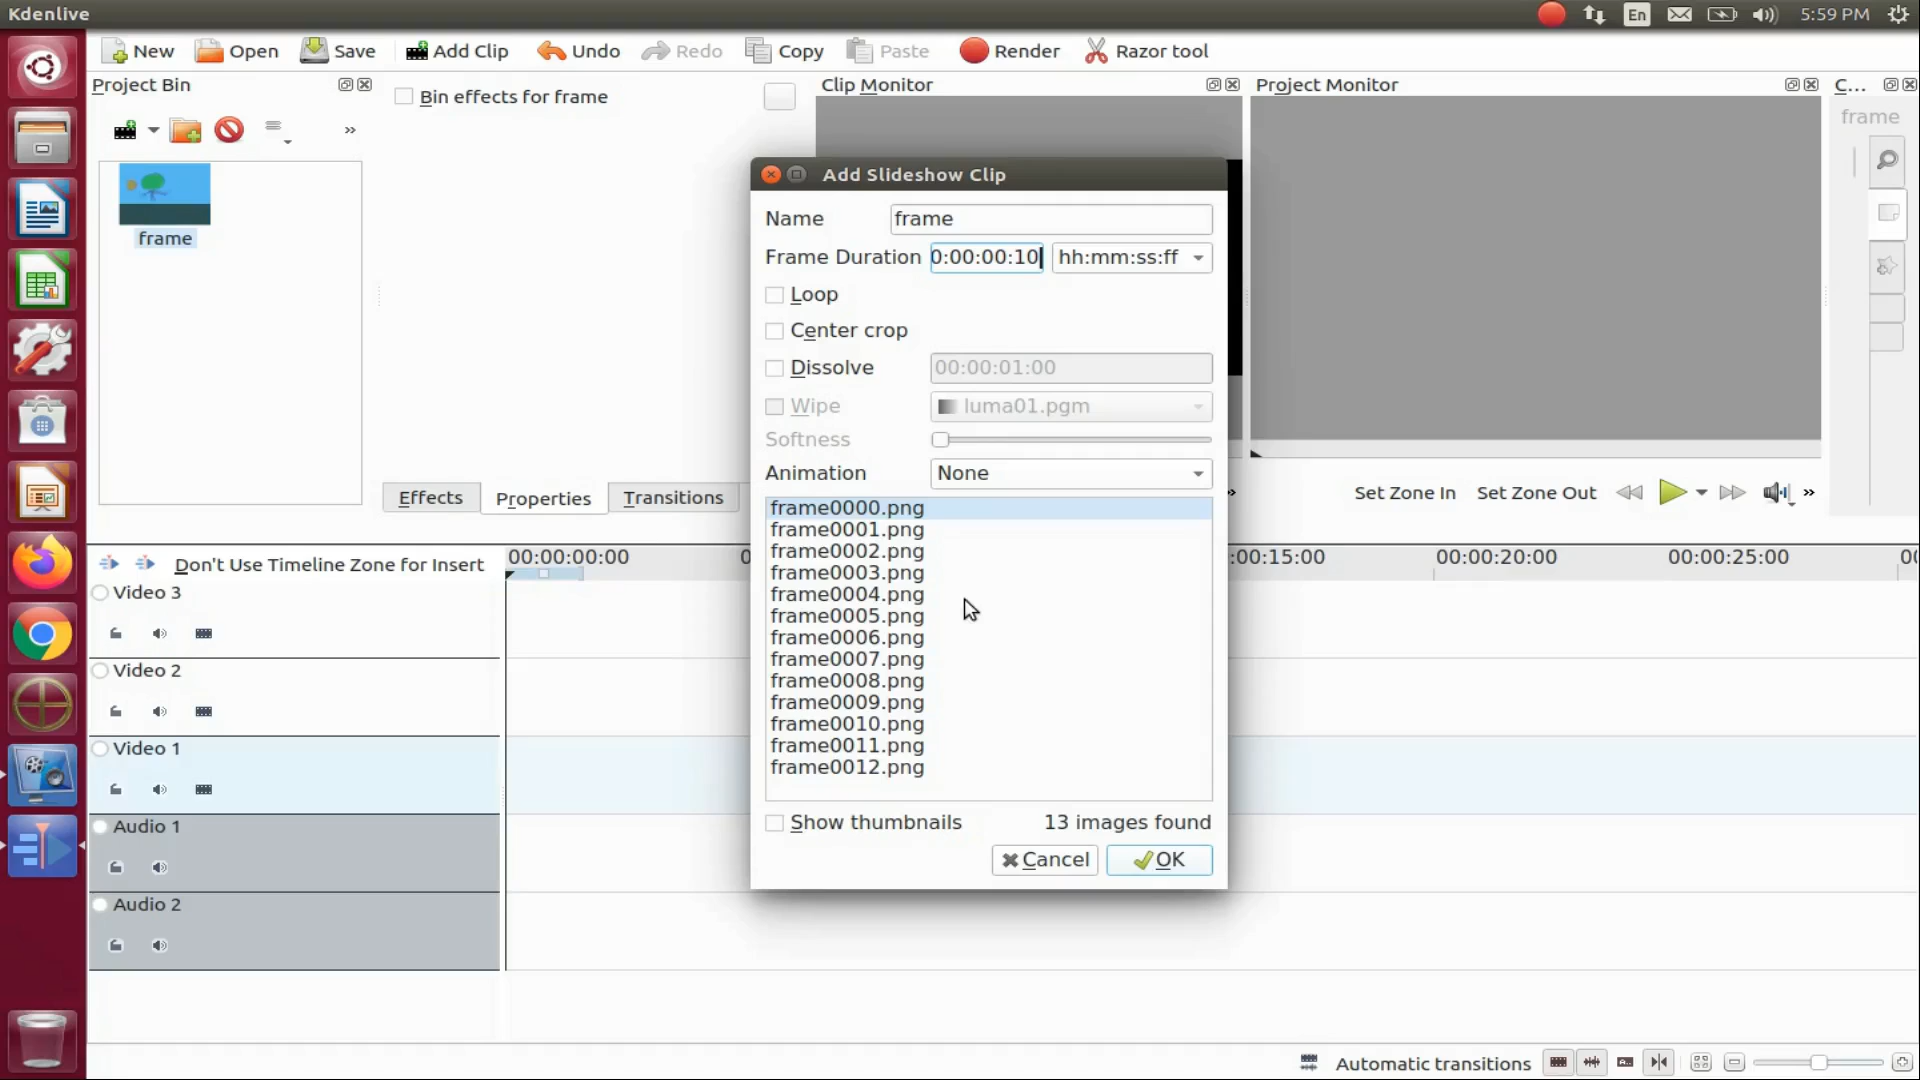 Kdenlive
En
5:59 PM
New
Open
Save
Add Clip
Undo
Redo
Copy
Paste
Render
Razor tool
Project Bin
Bin effects for frame
Clip Monitor
Project Monitor
C...
frame
frame
Add Slideshow Clip
Name
frame
Frame Duration
0:00:00:10
hh:mm:ss:ff
Loop
Center crop
Dissolve
00:00:01:00
Wipe
luma01.pgm
Softness
Animation
None
frame0000.png
frame0001.png
frame0002.png
frame0003.png
frame0004.png
frame0005.png
frame0006.png
frame0007.png
frame0008.png
frame0009.png
frame0010.png
frame0011.png
frame0012.png
Show thumbnails
13 images found
Cancel
OK
Effects
Properties
Transitions
Set Zone In
Set Zone Out
Don't Use Timeline Zone for Insert
00:00:00:00
:00:15:00
00:00:20:00
00:00:25:00
Video 3
Video 2
Video 1
Audio 1
Audio 2
Automatic transitions